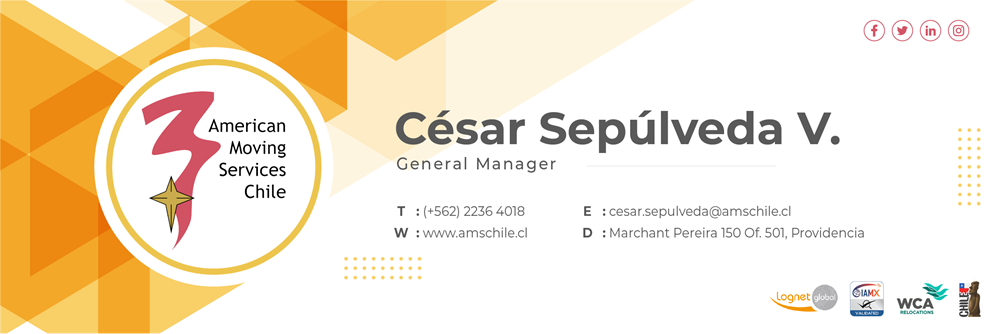 American
Moving
Services
Chile
César Sepúlveda V.
General Manager
T : (+562) 2236 4018
E : cesar.sepulveda@amschile.cl
W : www.amschile.cl
D : Marchant Pereira 150 Of. 501, Providencia
Lognet global
IAMX
VALIDATED
WCA
RELOCATIONS
CHILE